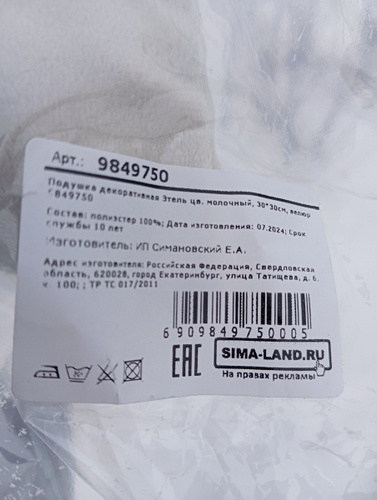 Арт.: 9849750
Подушка декоративная Этель цв. молочный, 30*30см, велюр
9849750
Состав: полиэстер 100%; Дата изготовления: 07.2024; Срок
службы 10 лет
Изготовитель: ИП Симановский Е.А.
Адрес изготовителя: Российская Федерация, Свердловская
область, 620028, город Екатеринбург, улица Татищева, д. 6,
к. 100; ; ТР ТС 017/2011
6 909849 750005
EAC
SIMA-LAND.RU
На правах рекламы
30°